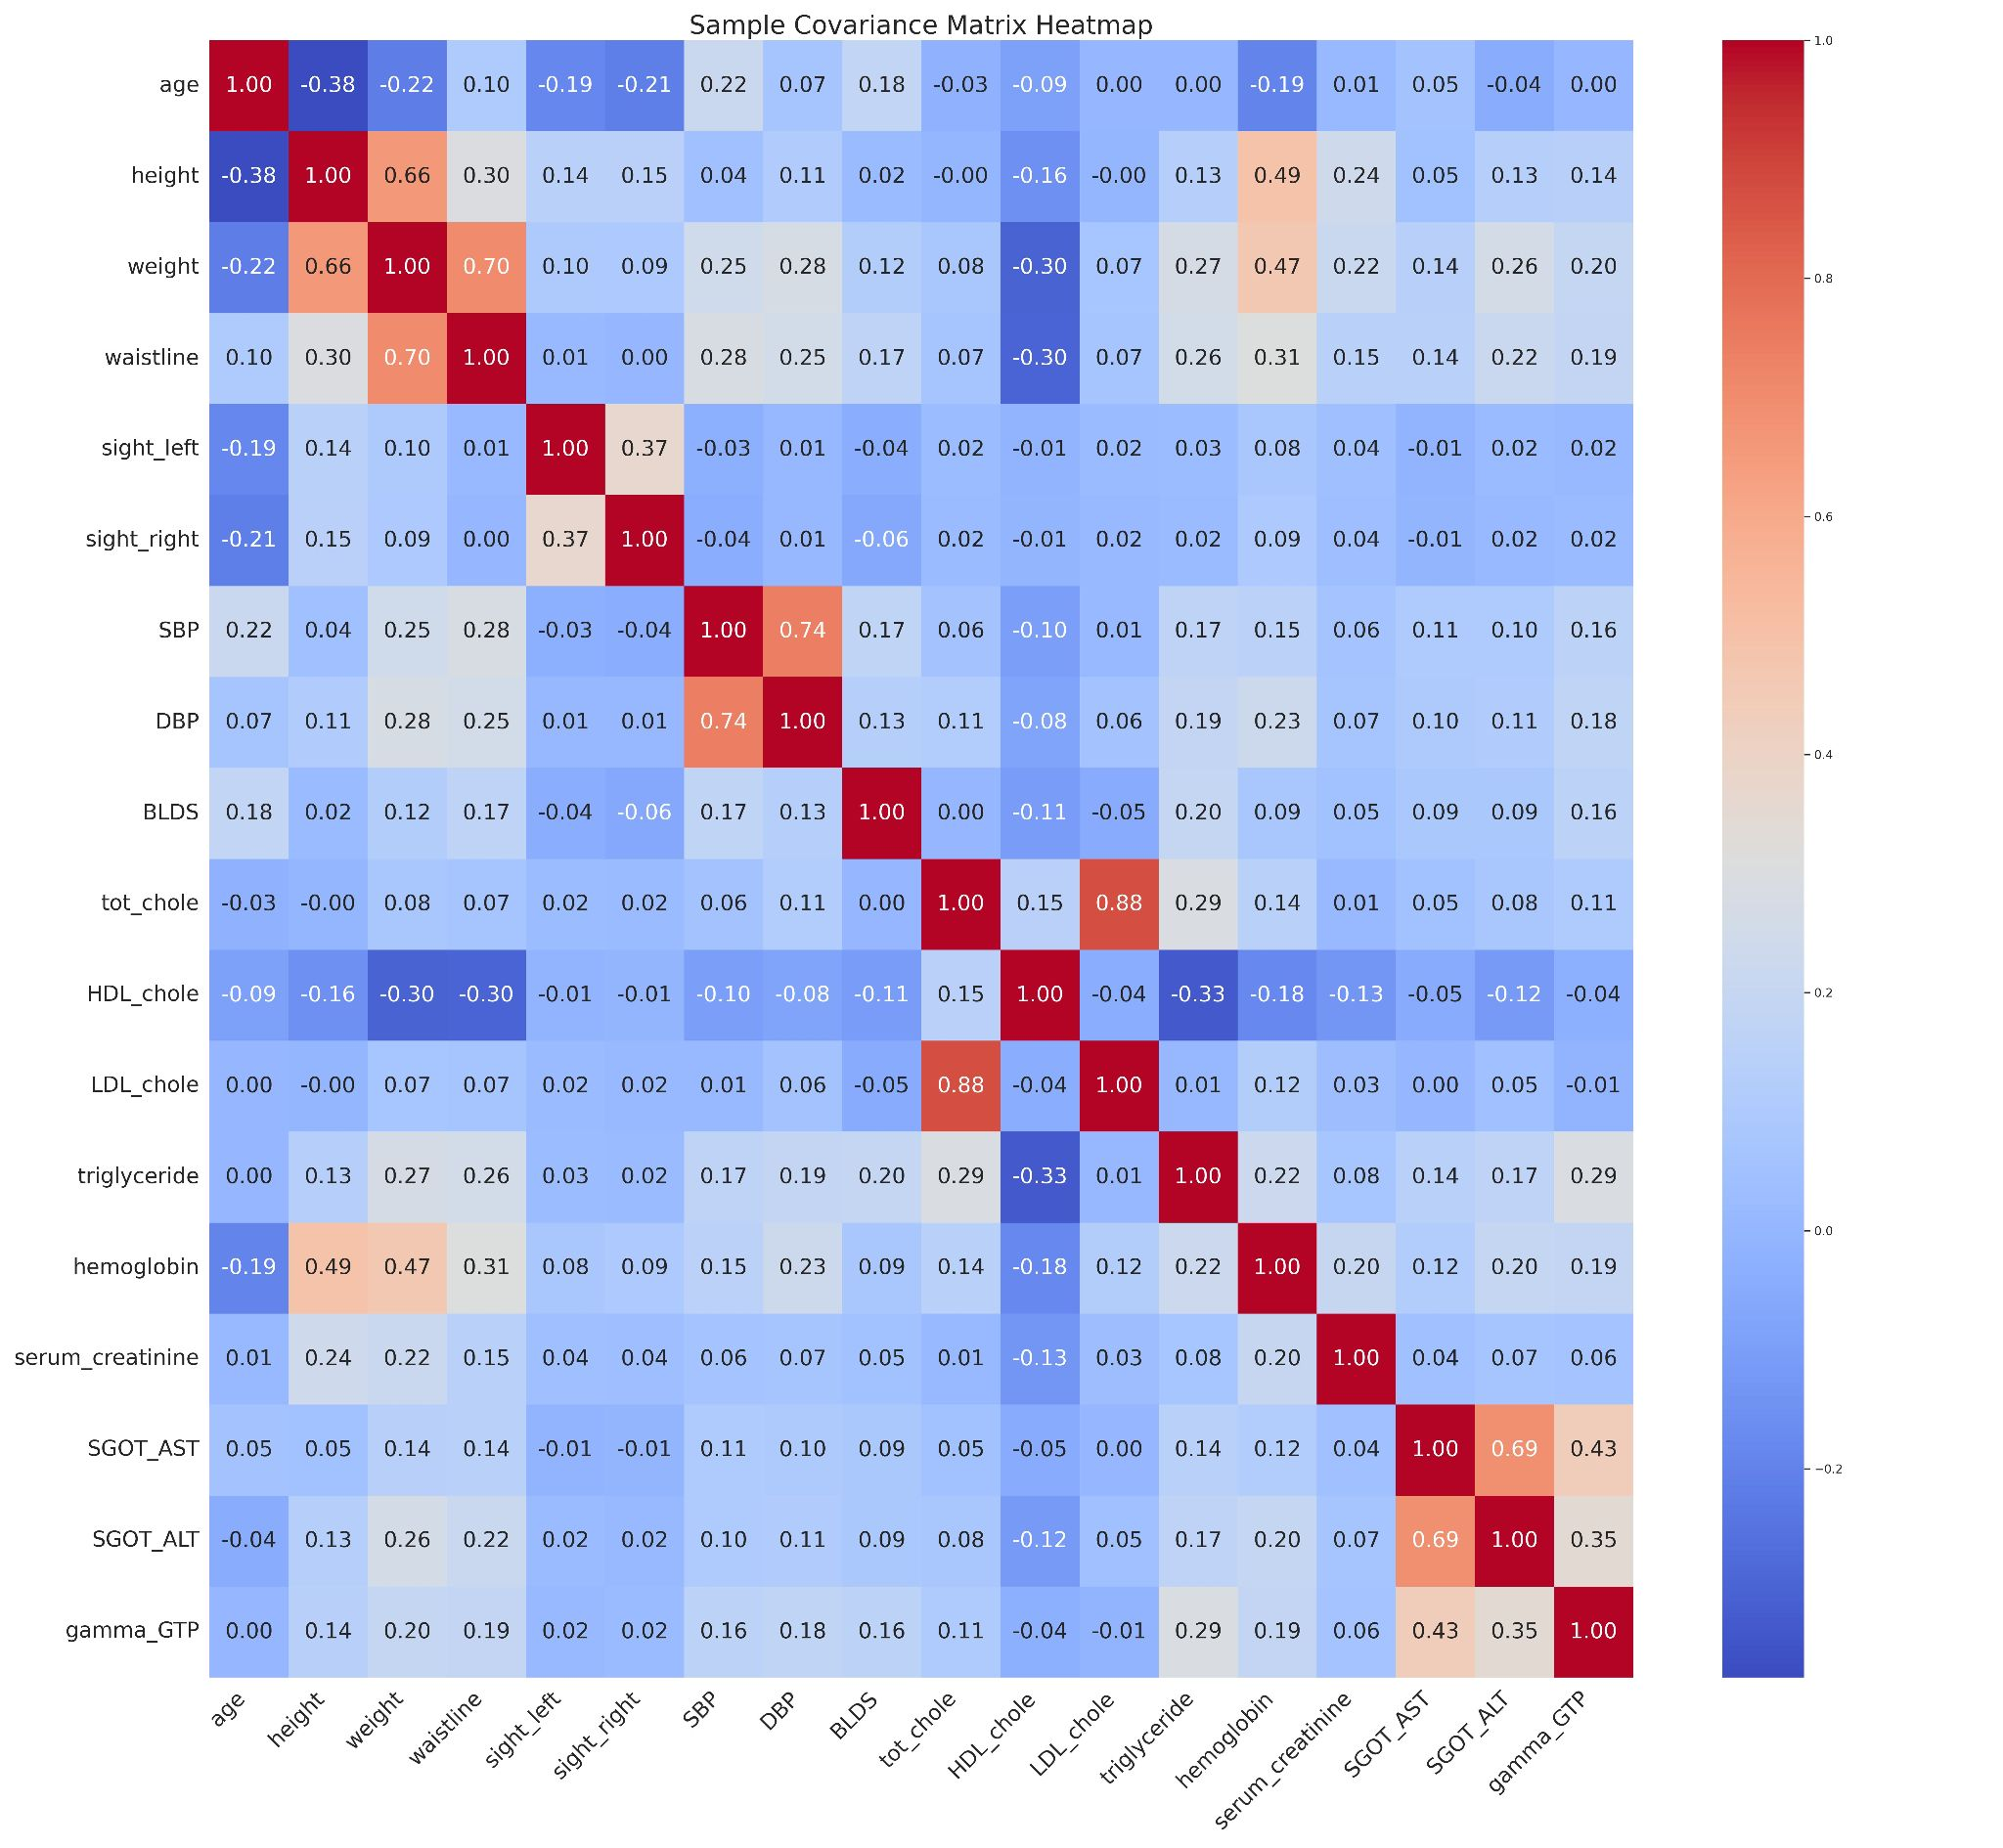 Sample Covariance Matrix Heatmap
age 1.00 -0.38 -0.22 0.10 -0.19 -0.21 0.22 0.07 0.18 -0.03 -0.09 0.00 0.00 -0.19 0.01 0.05 -0.04 0.00
height -0.38 1.00 0.66 0.30 0.14 0.15 0.04 0.11 0.02 -0.00 -0.16 -0.00 0.13 0.49 0.24 0.05 0.13 0.14
weight -0.22 0.66 1.00 0.70 0.10 0.09 0.25 0.28 0.12 0.08 -0.30 0.07 0.27 0.47 0.22 0.14 0.26 0.20
waistline 0.10 0.30 0.70 1.00 0.01 0.00 0.28 0.25 0.17 0.07 -0.30 0.07 0.26 0.31 0.15 0.14 0.22 0.19
sight_left -0.19 0.14 0.10 0.01 1.00 0.37 -0.03 0.01 -0.04 0.02 -0.01 0.02 0.03 0.08 0.04 -0.01 0.02 0.02
sight_right -0.21 0.15 0.09 0.00 0.37 1.00 -0.04 0.01 -0.06 0.02 -0.01 0.02 0.02 0.09 0.04 -0.01 0.02 0.02
SBP 0.22 0.04 0.25 0.28 -0.03 -0.04 1.00 0.74 0.17 0.06 -0.10 0.01 0.17 0.15 0.06 0.11 0.10 0.16
DBP 0.07 0.11 0.28 0.25 0.01 0.01 0.74 1.00 0.13 0.11 -0.08 0.06 0.19 0.23 0.07 0.10 0.11 0.18
BLDS 0.18 0.02 0.12 0.17 -0.04 -0.06 0.17 0.13 1.00 0.00 -0.11 -0.05 0.20 0.09 0.05 0.09 0.09 0.16
tot_chole -0.03 -0.00 0.08 0.07 0.02 0.02 0.06 0.11 0.00 1.00 0.15 0.88 0.29 0.14 0.01 0.05 0.08 0.11
HDL_chole -0.09 -0.16 -0.30 -0.30 -0.01 -0.01 -0.10 -0.08 -0.11 0.15 1.00 -0.04 -0.33 -0.18 -0.13 -0.05 -0.12 -0.04
LDL_chole 0.00 -0.00 0.07 0.07 0.02 0.02 0.01 0.06 -0.05 0.88 -0.04 1.00 0.01 0.12 0.03 0.00 0.05 -0.01
triglyceride 0.00 0.13 0.27 0.26 0.03 0.02 0.17 0.19 0.20 0.29 -0.33 0.01 1.00 0.22 0.08 0.14 0.17 0.29
hemoglobin -0.19 0.49 0.47 0.31 0.08 0.09 0.15 0.23 0.09 0.14 -0.18 0.12 0.22 1.00 0.20 0.12 0.20 0.19
serum_creatinine 0.01 0.24 0.22 0.15 0.04 0.04 0.06 0.07 0.05 0.01 -0.13 0.03 0.08 0.20 1.00 0.04 0.07 0.06
SGOT_AST 0.05 0.05 0.14 0.14 -0.01 -0.01 0.11 0.10 0.09 0.05 -0.05 0.00 0.14 0.12 0.04 1.00 0.69 0.43
SGOT_ALT -0.04 0.13 0.26 0.22 0.02 0.02 0.10 0.11 0.09 0.08 -0.12 0.05 0.17 0.20 0.07 0.69 1.00 0.35
gamma_GTP 0.00 0.14 0.20 0.19 0.02 0.02 0.16 0.18 0.16 0.11 -0.04 -0.01 0.29 0.19 0.06 0.43 0.35 1.00
age height weight waistline sight_left sight_right SBP DBP BLDS tot_chole HDL_chole LDL_chole triglyceride hemoglobin serum_creatinine SGOT_AST SGOT_ALT gamma_GTP
1.0
0.8
0.6
0.4
0.2
0.0
−0.2